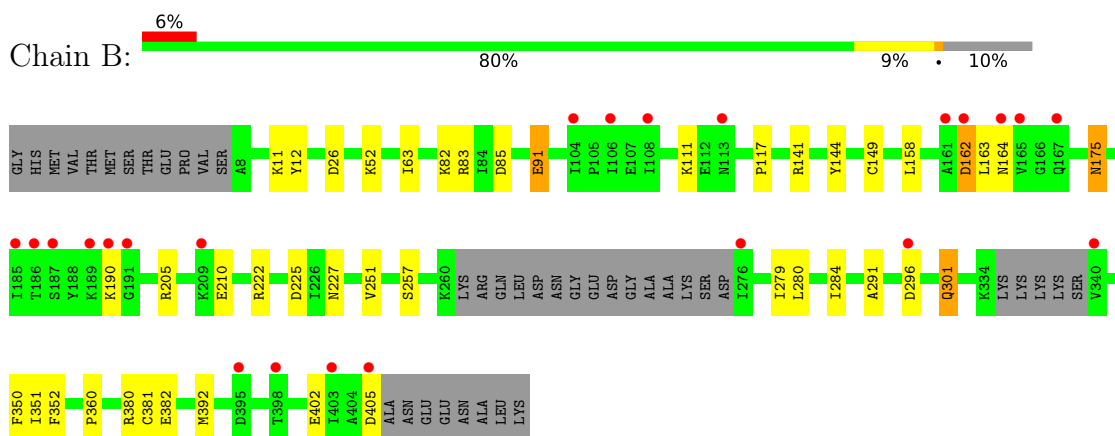 6%
Chain B:
80% 9% • 10%
GLY HIS MET VAL THR MET SER THR GLU PRO VAL SER A8 K11 Y12 D26 K52 I63 K82 R83 I84 D85 E91 I104 P105 I106 E107 I108 K111 E112 N113 P117 R141 Y144 C149 L158 A161 D162 L163 N164 V165 G166 Q167 N175
I185 T186 S187 Y188 K189 K190 G191 R205 K209 E210 R222 D225 I226 N227 V251 S257 K260 LYS ARG GLN LEU ASP ASN GLY GLU ASP GLY ALA ALA LYS SER ASP I276 I279 L280 I284 A291 D296 Q301 K334 LYS LYS LYS LYS SER V340
F350 I351 F352 P360 R380 C381 E382 M392 D395 T398 E402 I403 A404 D405 ALA ASN GLU GLU ASN ALA LEU LYS